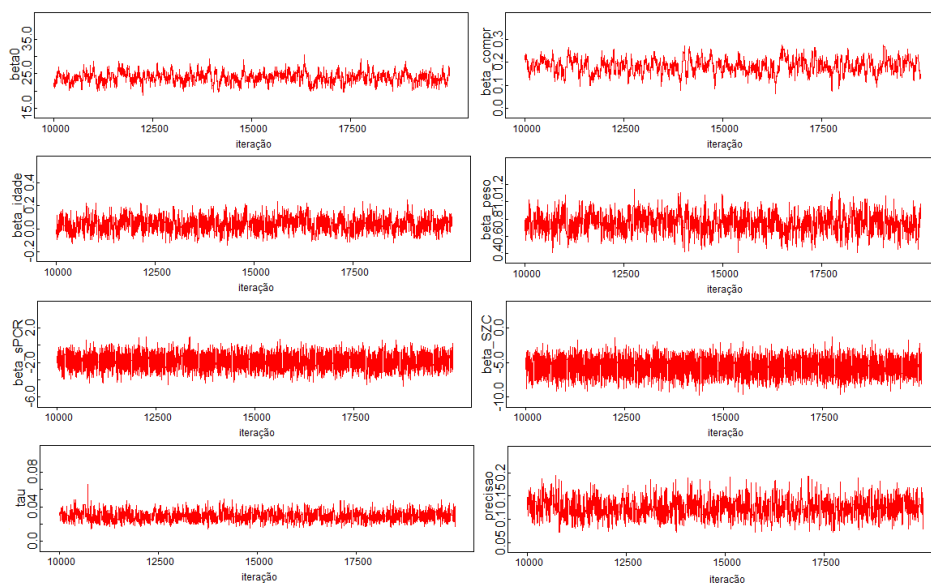 beta0
15.0 25.0 35.0
10000 12500 15000 17500
iteração
beta_compr
0.0 0.1 0.2 0.3
10000 12500 15000 17500
iteração
beta_idade
-0.2 0.0 0.2 0.4
10000 12500 15000 17500
iteração
beta_peso
0.40.60.81.01.2
10000 12500 15000 17500
iteração
beta_sPCR
-6.0 -2.0 2.0
10000 12500 15000 17500
iteração
beta_SZC
-10.0 -5.0 0.0
10000 12500 15000 17500
iteração
tau
0.0 0.04 0.08
10000 12500 15000 17500
iteração
precisao
0.05 0.10 0.15 0.2
10000 12500 15000 17500
iteração